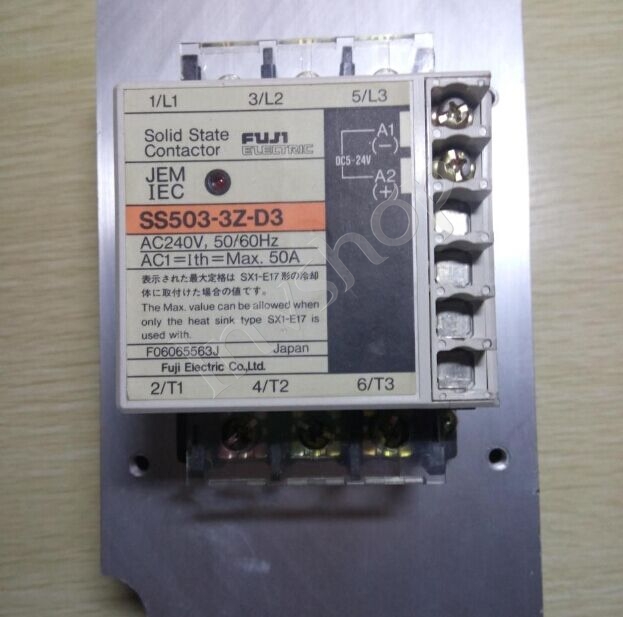 1/L1 3/L2 5/L3
Solid State
Contactor
FUJI
ELECTRIC
A1
(-)
DC5-24V
A2
(+)
JEM
IEC
SS503-3Z-D3
AC240V, 50/60Hz
AC1=Ith=Max. 50A
表示された最大定格は SX1-E17 形の冷却
体に取付けた場合の値です。
The Max. value can be allowed when
only the heat sink type SX1-E17 is
used with.
F06065563J Japan
Fuji Electric Co.,Ltd.
2/T1 4/T2 6/T3